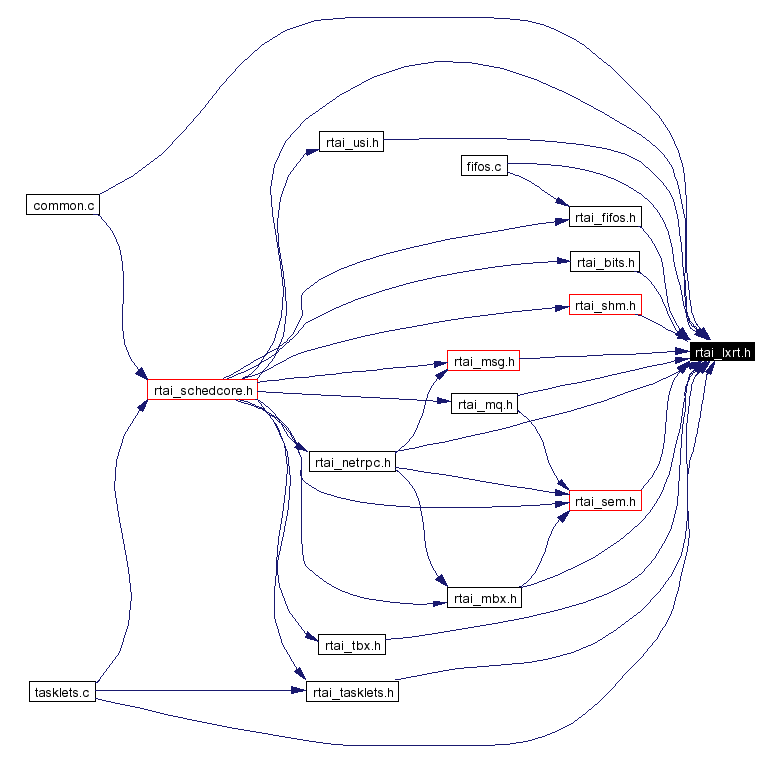 rtai_usi.h
fifos.c
common.c
rtai_fifos.h
rtai_bits.h
rtai_shm.h
rtai_lxrt.h
rtai_msg.h
rtai_schedcore.h
rtai_mq.h
rtai_netrpc.h
rtai_sem.h
rtai_mbx.h
rtai_tbx.h
tasklets.c
rtai_tasklets.h